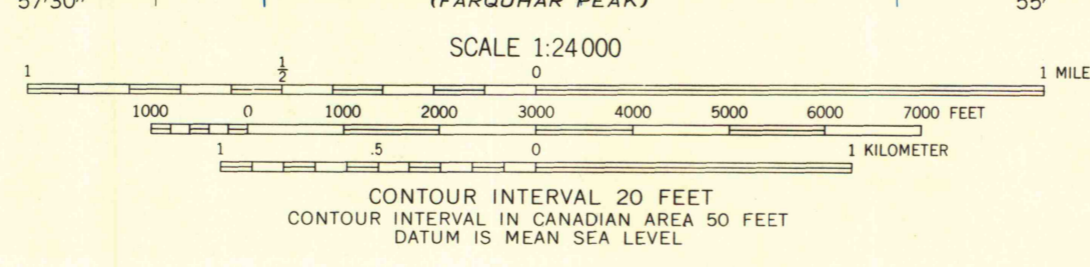 57'30" (FARQUHAR PEAK) 55'
SCALE 1:24000
1 1/2 0 1 MILE
1000 0 1000 2000 3000 4000 5000 6000 7000 FEET
1 .5 0 1 KILOMETER
CONTOUR INTERVAL 20 FEET
CONTOUR INTERVAL IN CANADIAN AREA 50 FEET
DATUM IS MEAN SEA LEVEL